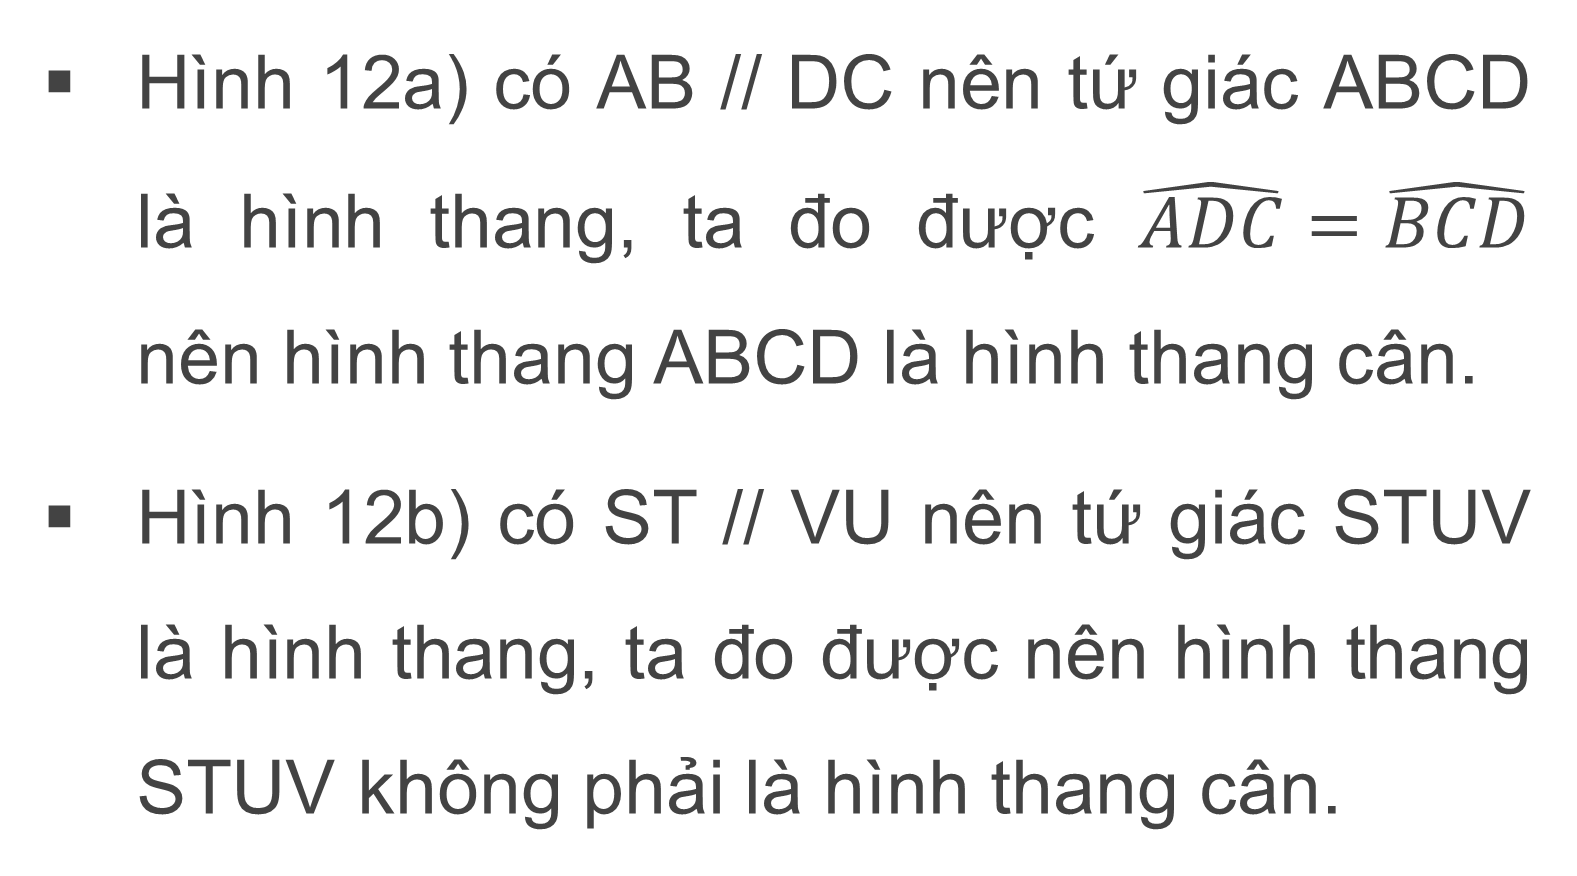 ▪ Hình 12a) có AB // DC nên tứ giác ABCD
là hình thang, ta đo được $\widehat{ADC} = \widehat{BCD}$
nên hình thang ABCD là hình thang cân.
▪ Hình 12b) có ST // VU nên tứ giác STUV
là hình thang, ta đo được nên hình thang
STUV không phải là hình thang cân.